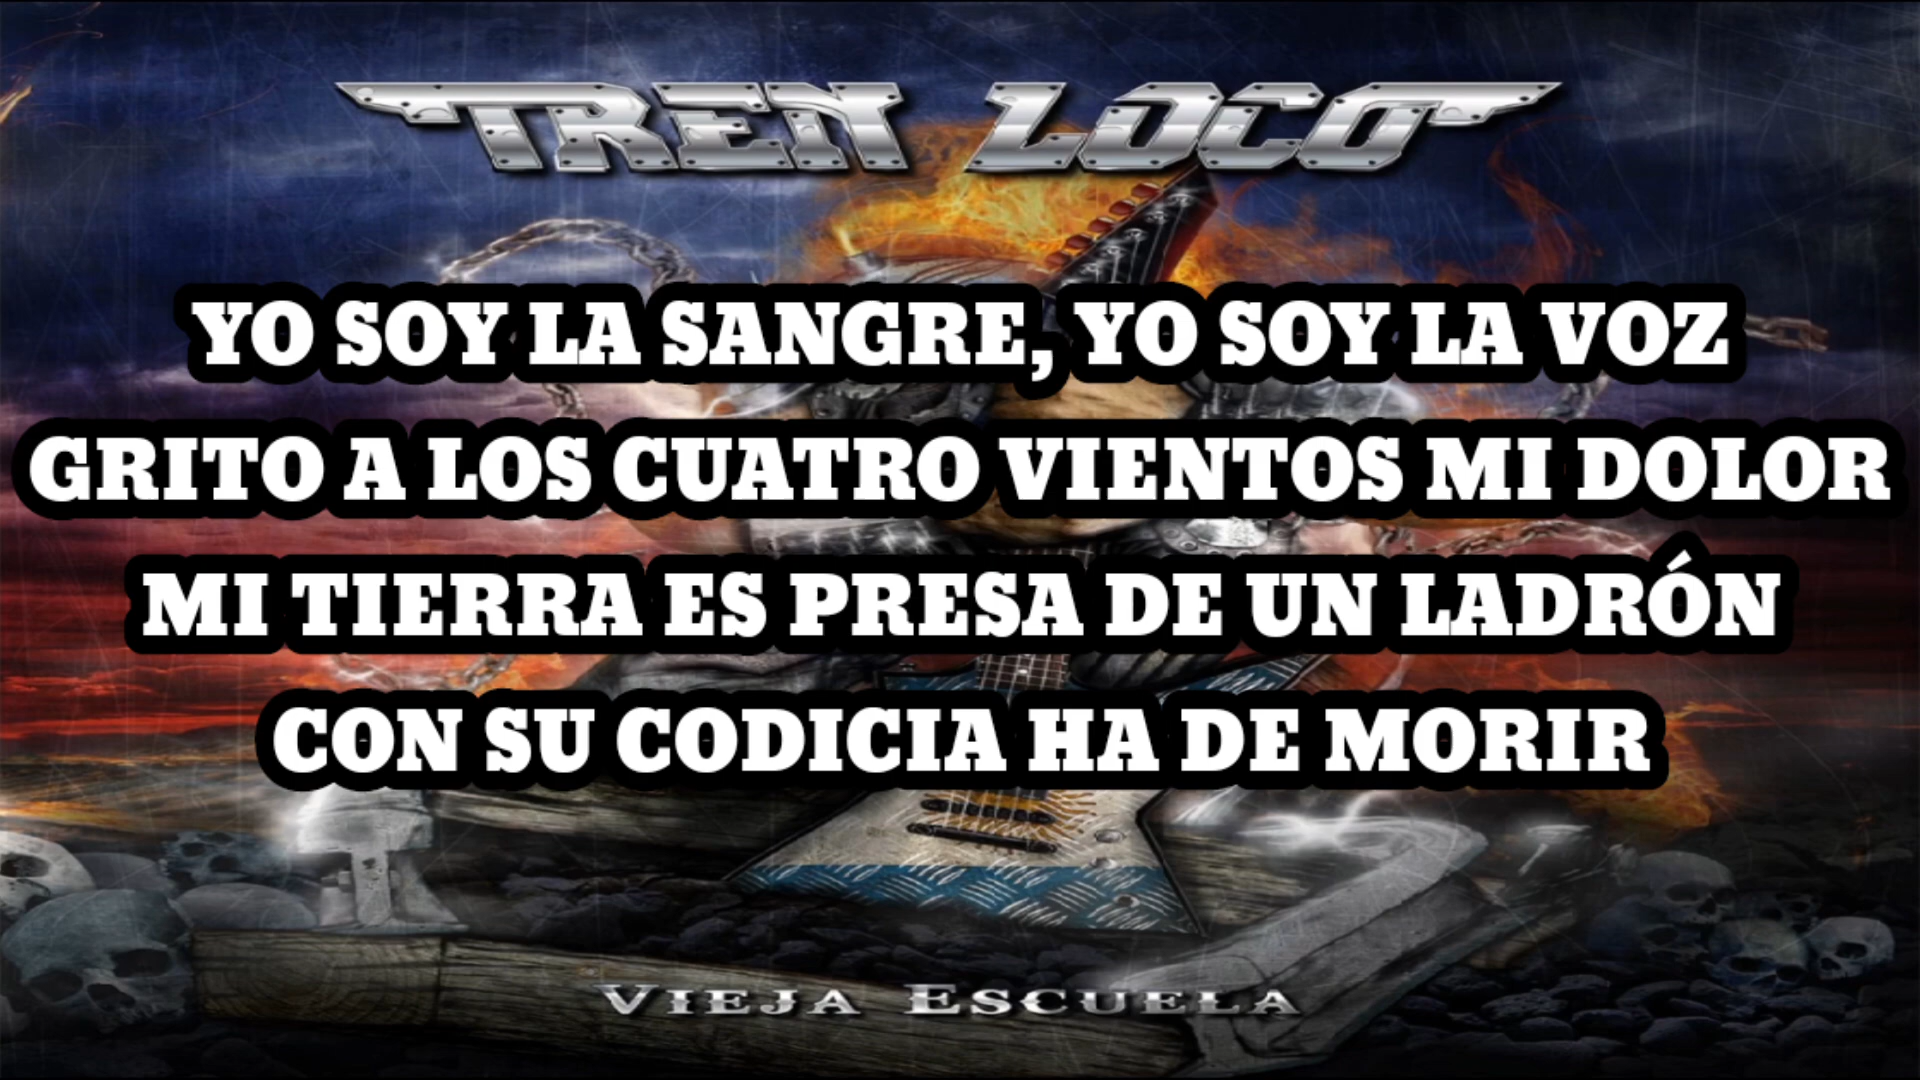 TREN LOCO
YO SOY LA SANGRE, YO SOY LA VOZ
GRITO A LOS CUATRO VIENTOS MI DOLOR
MI TIERRA ES PRESA DE UN LADRÓN
CON SU CODICIA HA DE MORIR
VIEJA ESCUELA